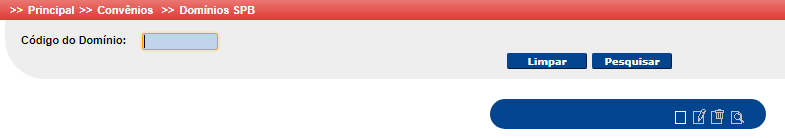 >> Principal >> Convênios >> Domínios SPB
Código do Domínio:
Limpar Pesquisar